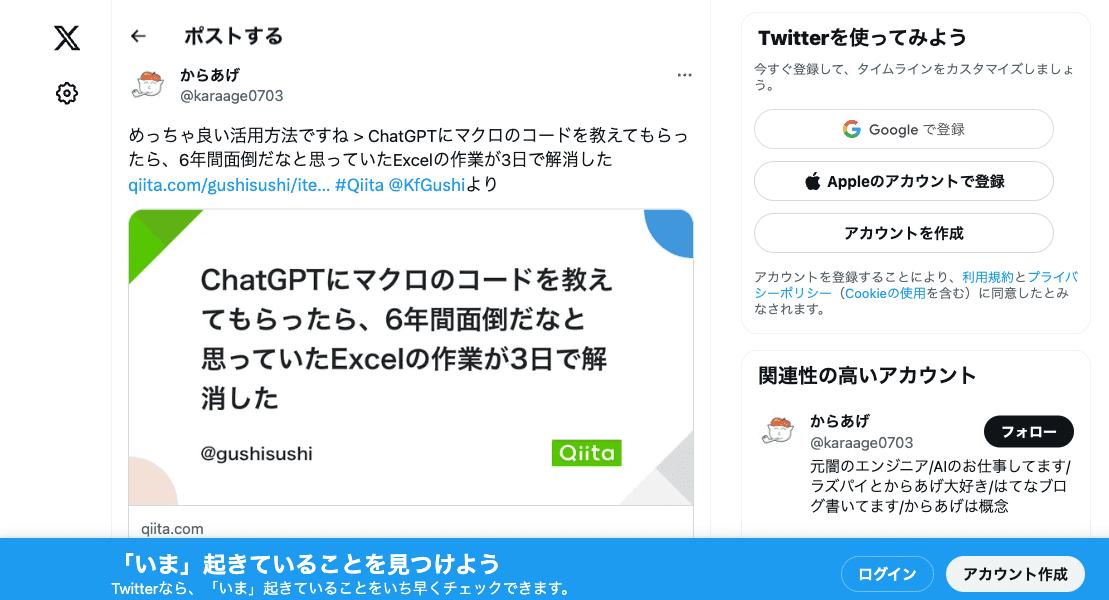 ポストする
からあげ
@karaage0703
めっちゃ良い活用方法ですね > ChatGPTにマクロのコードを教えてもらっ
たら、6年間面倒だなと思っていたExcelの作業が3日で解消した
qiita.com/gushisushi/ite... #Qiita @KfGushiより
ChatGPTにマクロのコードを教え
てもらったら、6年間面倒だなと
思っていたExcelの作業が3日で解
消した
@gushisushi
Qiita
qiita.com
Twitterを使ってみよう
今すぐ登録して、タイムラインをカスタマイズしましょ
う。
Google で登録
Appleのアカウントで登録
アカウントを作成
アカウントを登録することにより、利用規約とプライバ
シーポリシー（Cookieの使用を含む）に同意したとみ
なされます。
関連性の高いアカウント
からあげ
@karaage0703
フォロー
元闇のエンジニア/AIのお仕事してます/
ラズパイとからあげ大好き/はてなブロ
グ書いてます/からあげは概念
「いま」起きていることを見つけよう
Twitterなら、「いま」起きていることをいち早くチェックできます。
ログイン
アカウント作成